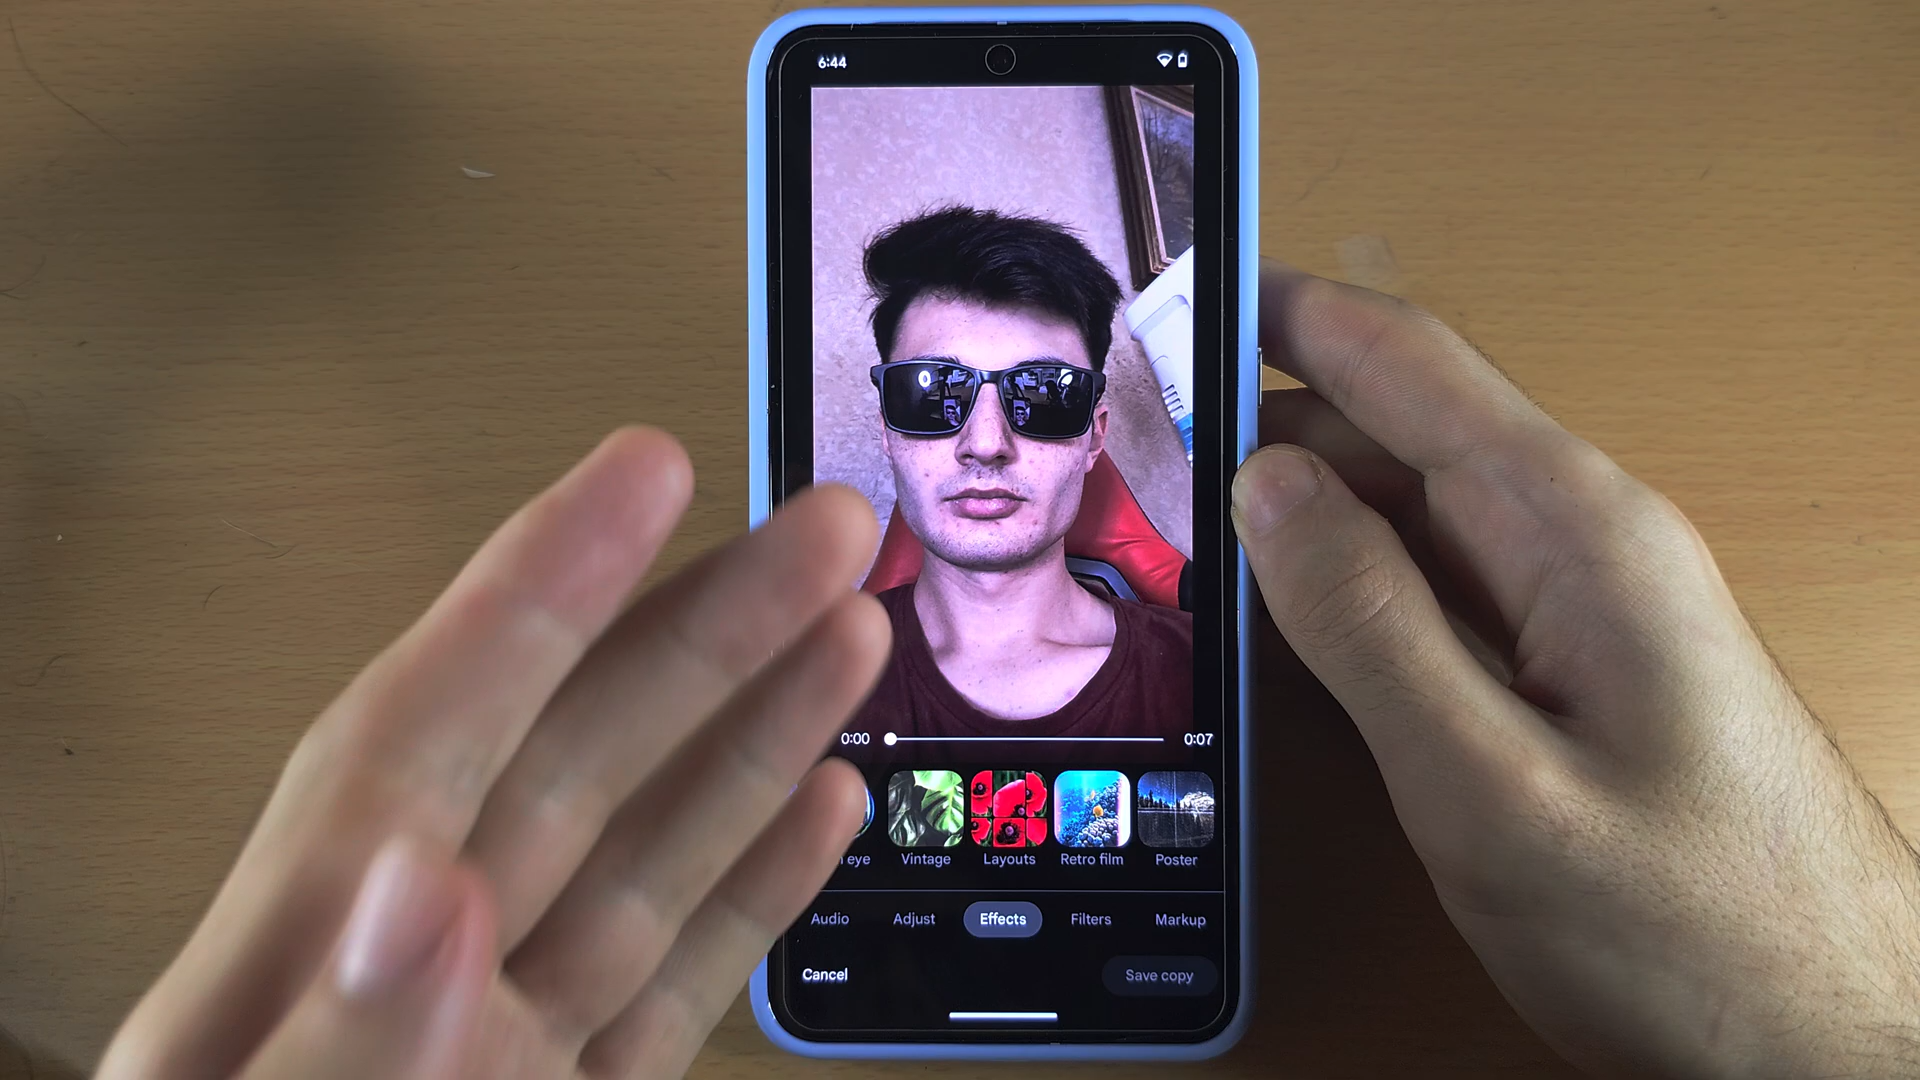 6:44
0:00 0:07
eye Vintage Layouts Retro film Poster
Audio Adjust Effects Filters Markup
Cancel Save copy